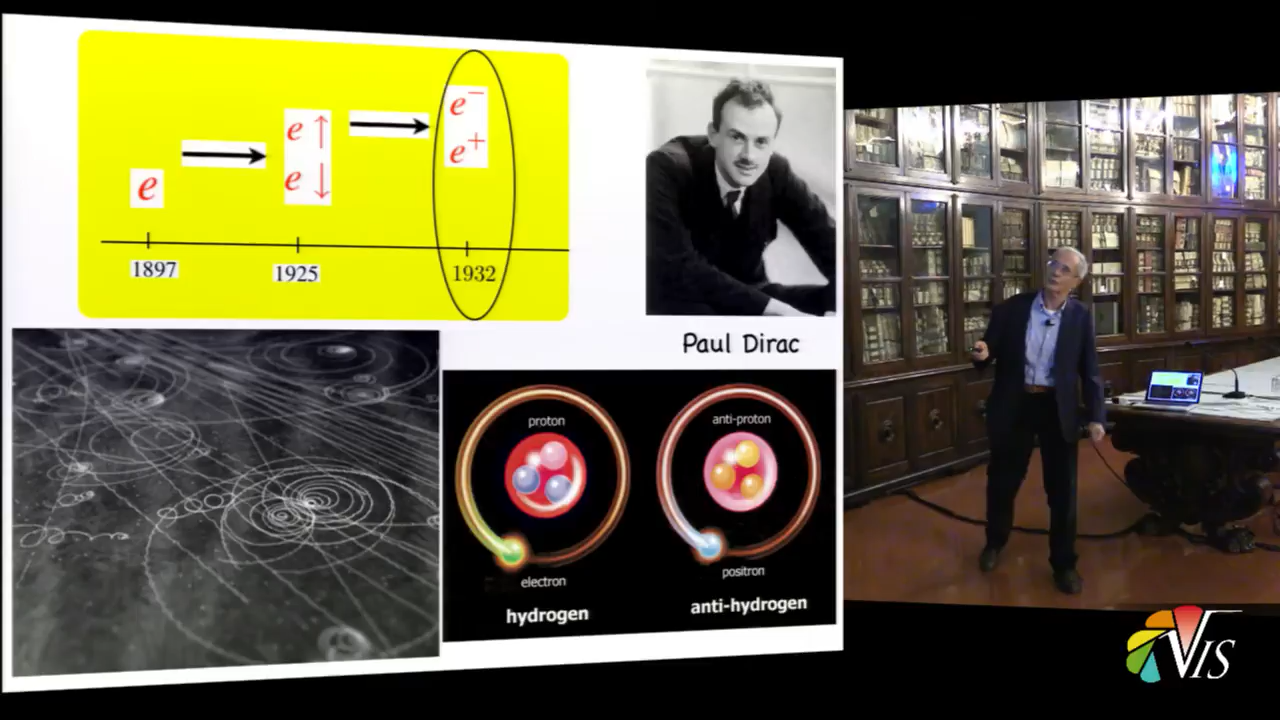 e
e ↑
e ↓
e⁻
e⁺
1897
1925
1932
Paul Dirac
proton
anti-proton
electron
positron
hydrogen
anti-hydrogen
VIS